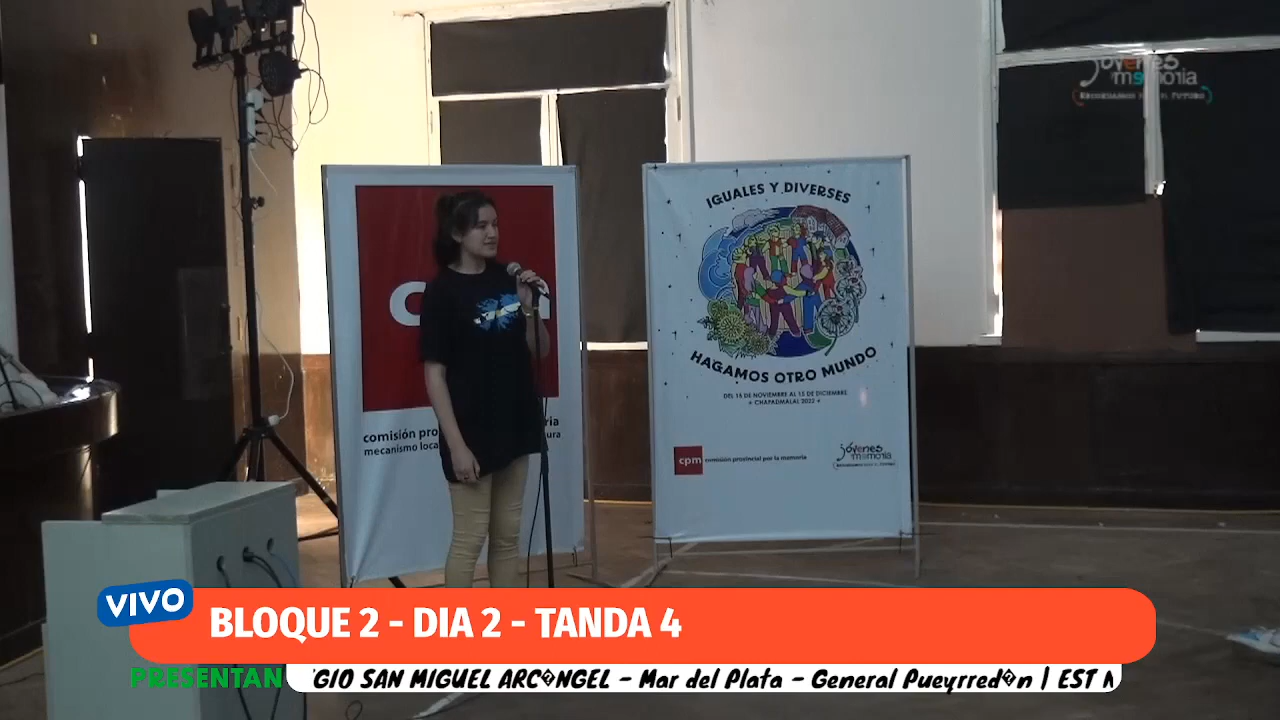 jóvenes
memoria
IGUALES Y DIVERSES
HAGAMOS OTRO MUNDO
DEL 15 DE NOVIEMBRE AL 15 DE DICIEMBRE
CHAPADMALAL 2022
comisión pro
mecanismo loca
cpm comisión provincial por la memoria
jóvenes
memoria
VIVO
BLOQUE 2 - DIA 2 - TANDA 4
PRESENTAN
GIO SAN MIGUEL ARC�NGEL - Mar del Plata - General Pueyrred�n | EST